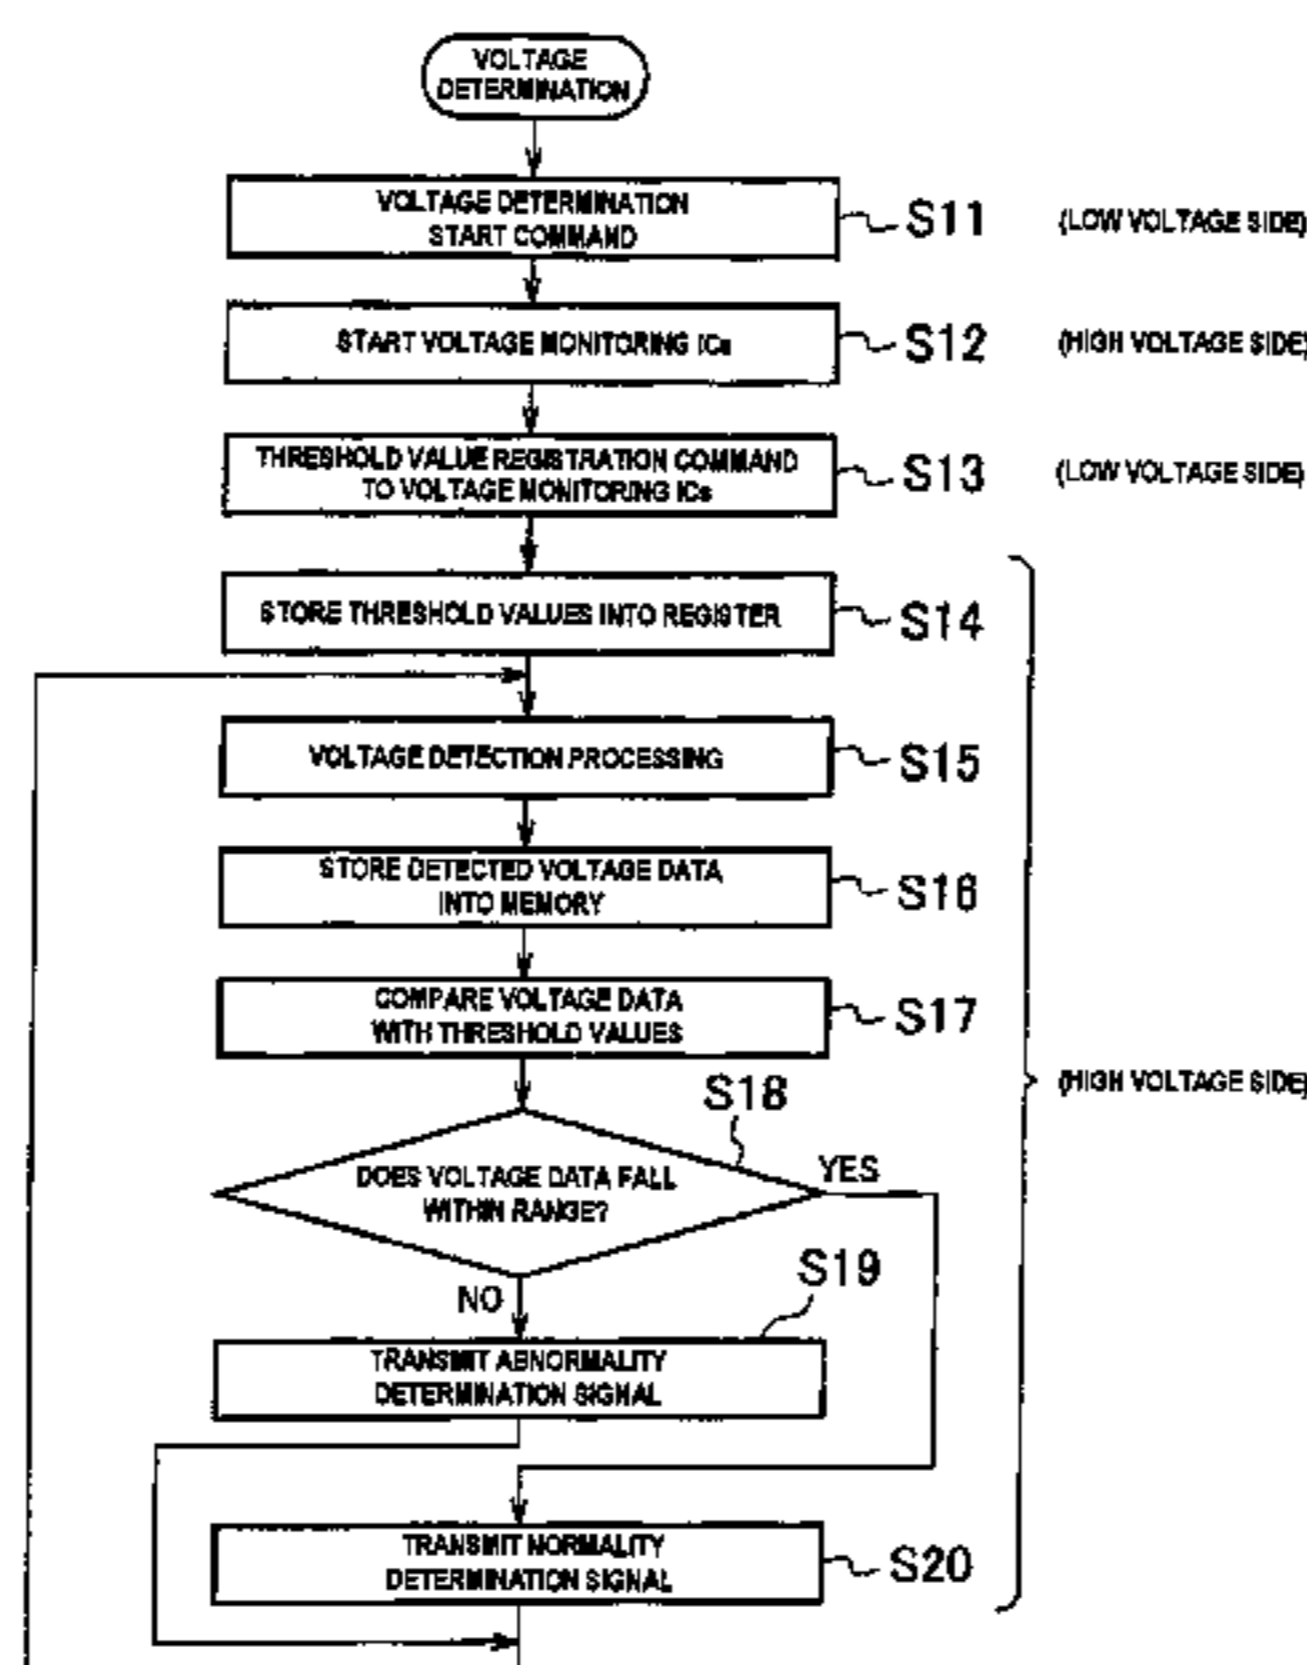 VOLTAGE
DETERMINATION
VOLTAGE DETERMINATION
START COMMAND
S11
(LOW VOLTAGE SIDE)
START VOLTAGE MONITORING ICs
S12
(HIGH VOLTAGE SIDE)
THRESHOLD VALUE REGISTRATION COMMAND
TO VOLTAGE MONITORING ICs
S13
(LOW VOLTAGE SIDE)
STORE THRESHOLD VALUES INTO REGISTER
S14
VOLTAGE DETECTION PROCESSING
S15
STORE DETECTED VOLTAGE DATA
INTO MEMORY
S16
COMPARE VOLTAGE DATA
WITH THRESHOLD VALUES
S17
(HIGH VOLTAGE SIDE)
S18
DOES VOLTAGE DATA FALL
WITHIN RANGE?
YES
NO
S19
TRANSMIT ABNORMALITY
DETERMINATION SIGNAL
TRANSMIT NORMALITY
DETERMINATION SIGNAL
S20